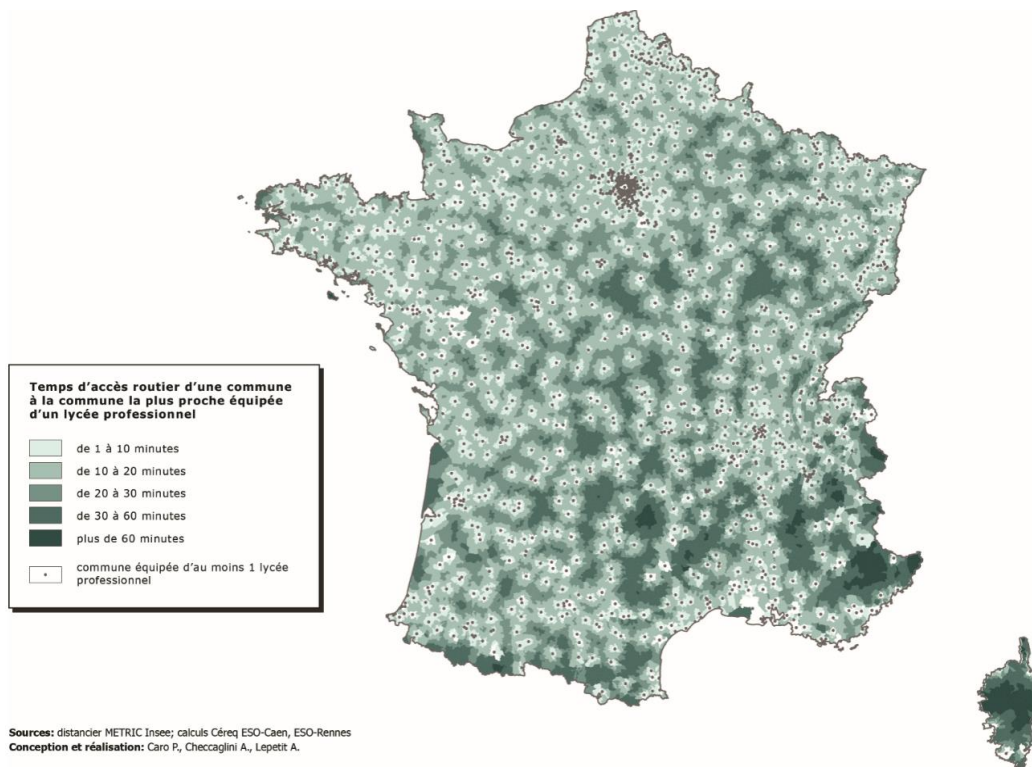 Temps d'accès routier d'une commune
à la commune la plus proche équipée
d'un lycée professionnel
de 1 à 10 minutes
de 10 à 20 minutes
de 20 à 30 minutes
de 30 à 60 minutes
plus de 60 minutes
commune équipée d'au moins 1 lycée
professionnel
Sources: distancier METRIC Insee; calculs Céreq ESO-Caen, ESO-Rennes
Conception et réalisation: Caro P., Checcaglini A., Lepetit A.